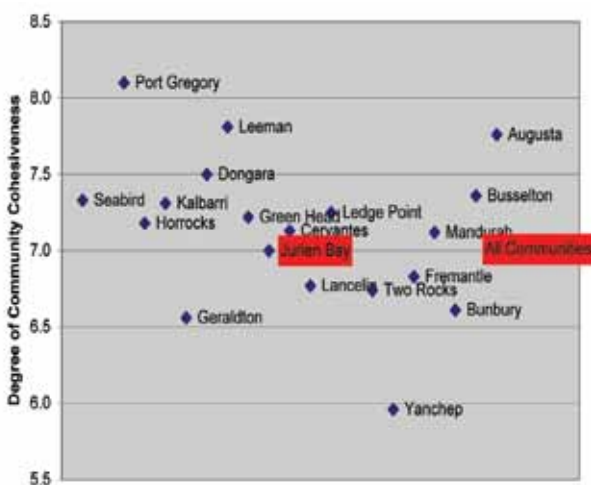 Degree of Community Cohesiveness
8.5
8.0
7.5
7.0
6.5
6.0
5.5
Port Gregory
Leeman
Augusta
Dongara
Seabird
Kalbarri
Busselton
Horrocks
Green Head
Ledge Point
Cervantes
Mandurah
Jurien Bay
All Communities
Lancelin
Fremantle
Two Rocks
Geraldton
Bunbury
Yanchep